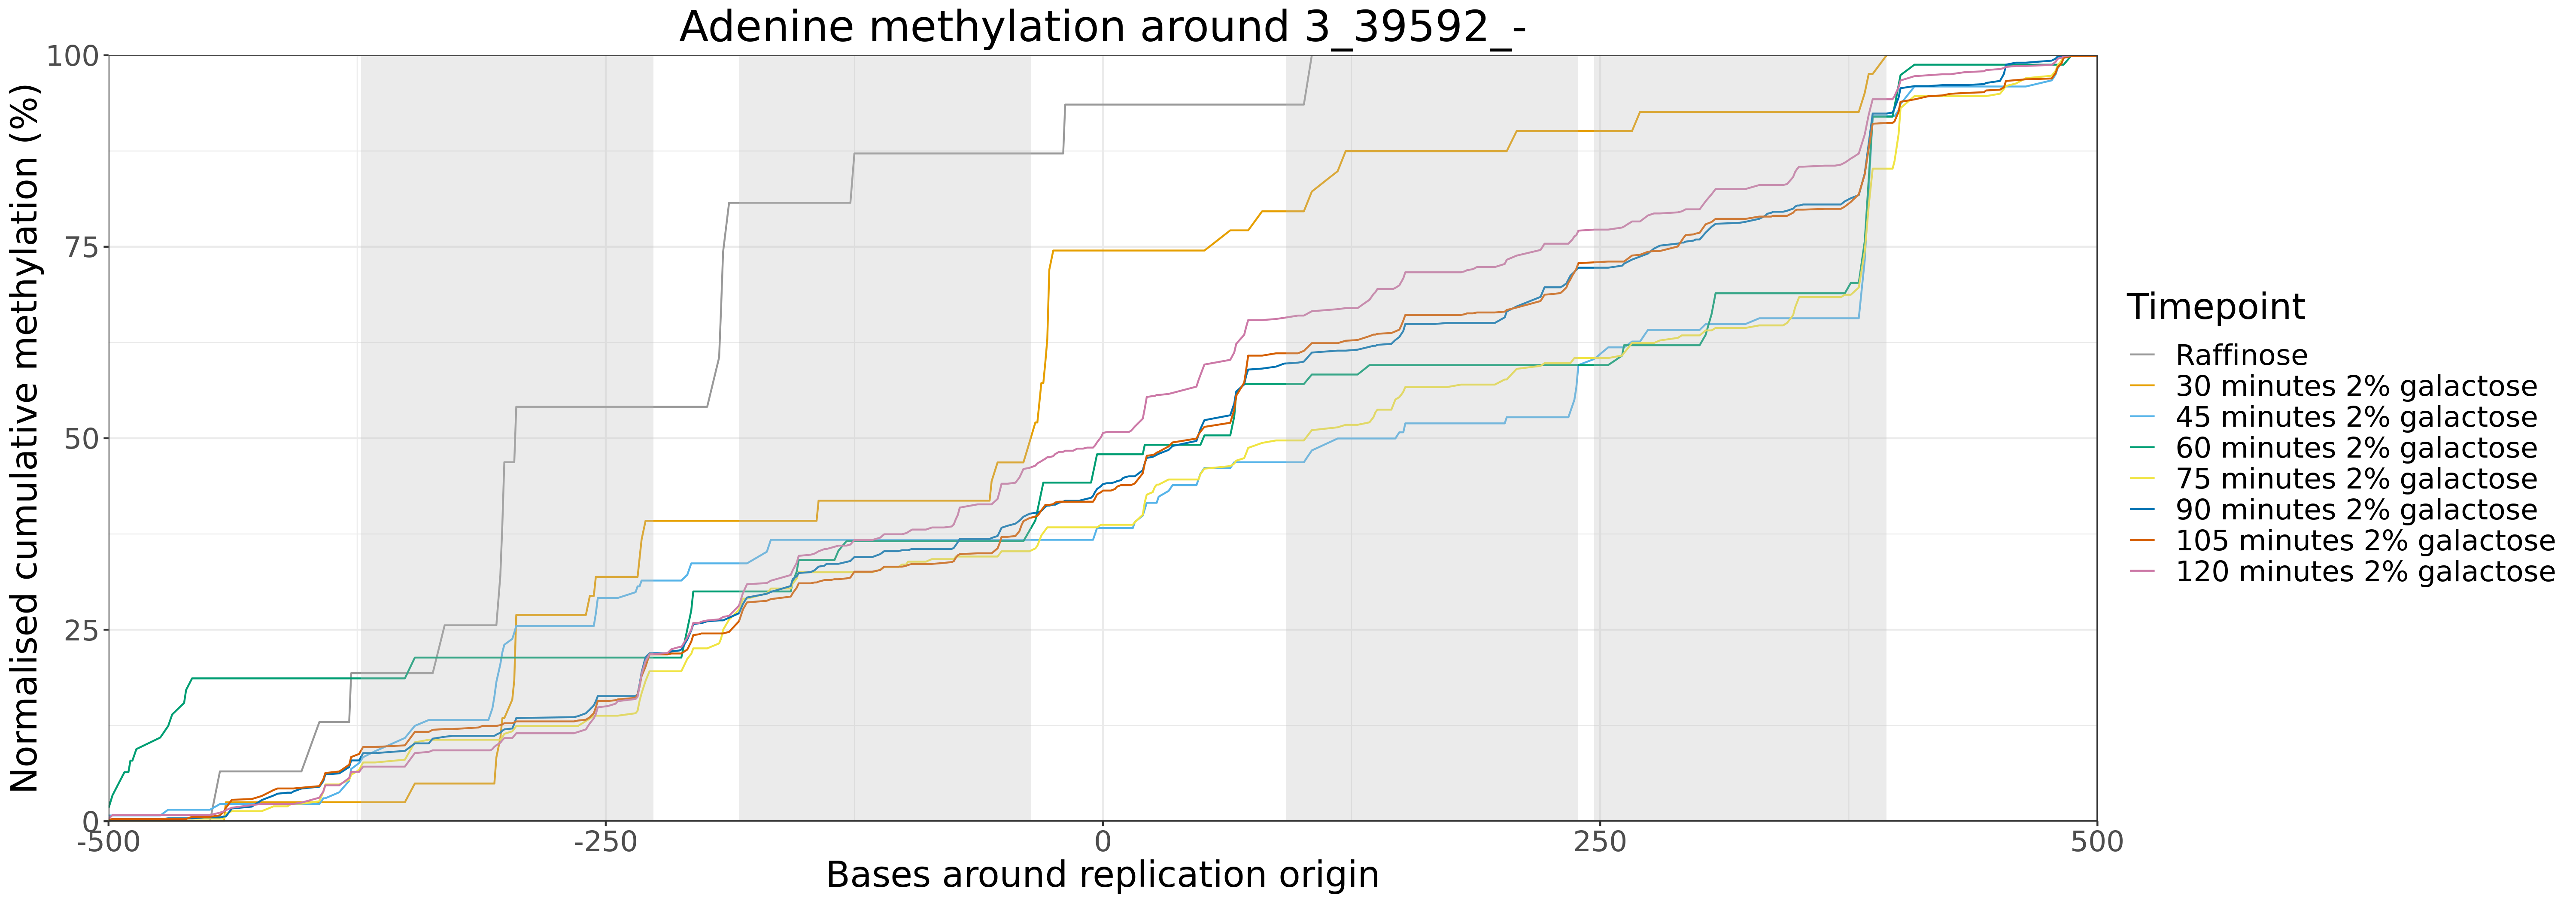 Adenine methylation around 3_39592_-
Normalised cumulative methylation (%)
100
75
50
25
0
-500
-250
0
250
500
Bases around replication origin
Timepoint
Raffinose
30 minutes 2% galactose
45 minutes 2% galactose
60 minutes 2% galactose
75 minutes 2% galactose
90 minutes 2% galactose
105 minutes 2% galactose
120 minutes 2% galactose